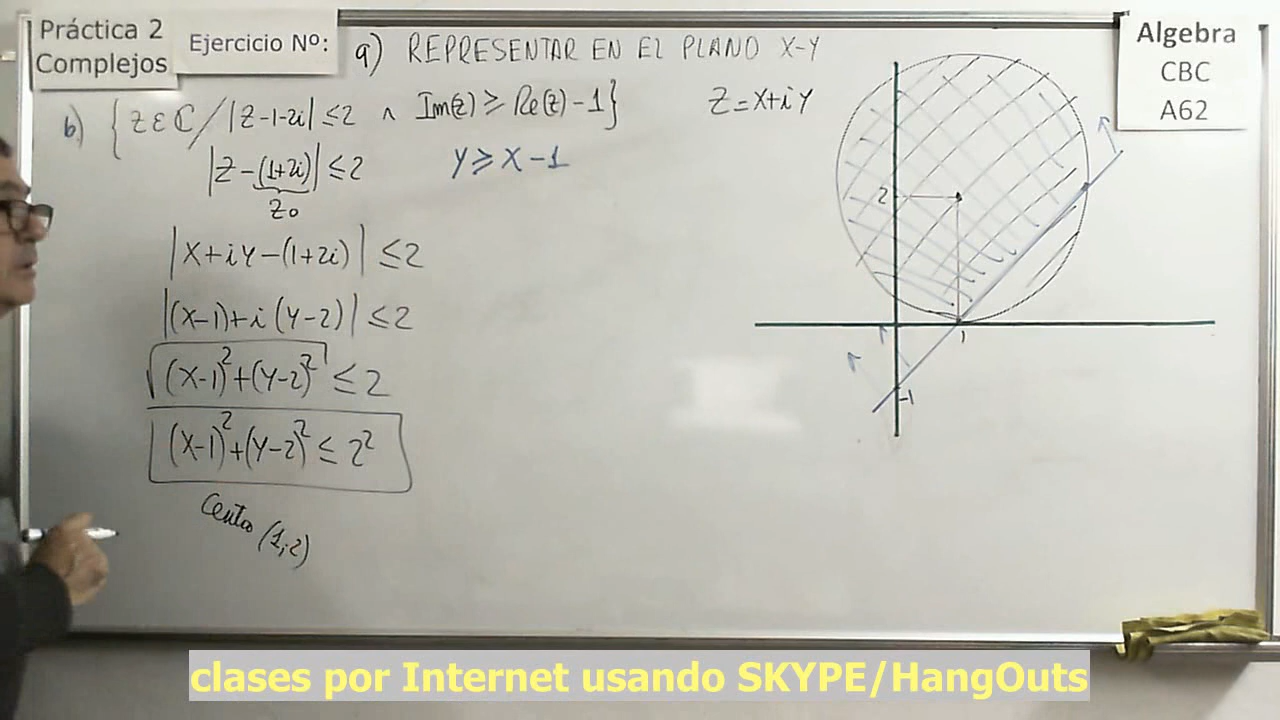 Práctica 2
Complejos
Ejercicio Nº:
a) REPRESENTAR EN EL PLANO X-Y
Algebra
CBC
A62
b) {Z ∈ ℂ / |Z-1-2i| ≤ 2 ∧ Im(z) ≥ Re(z) - 1}
Z = X+iY
|Z - (1+2i)| ≤ 2
Z₀
Y ≥ X - 1
|X+iY-(1+2i)| ≤ 2
|(X-1)+i(Y-2)| ≤ 2
√(X-1)²+(Y-2)² ≤ 2
(X-1)²+(Y-2)² ≤ 2²
Centro (1,2)
2
1
-1
clases por Internet usando SKYPE/HangOuts